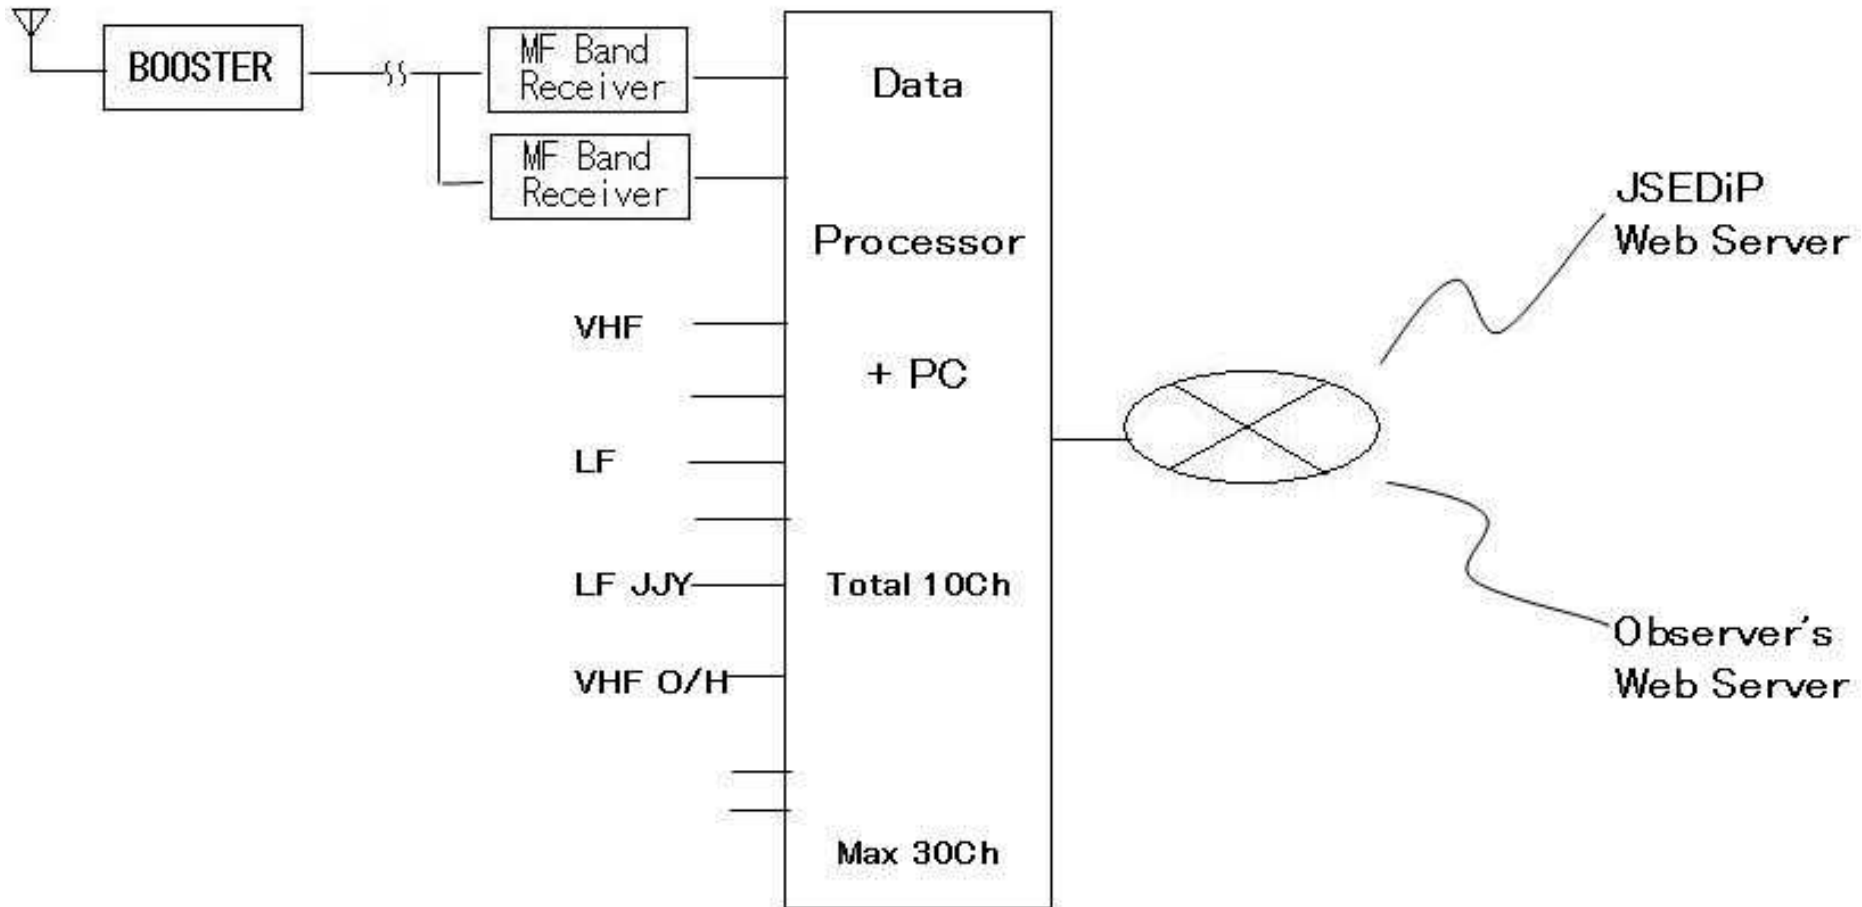 BOOSTER
MF Band
Receiver
MF Band
Receiver
Data
Processor
+ PC
VHF
LF
LF JJY
VHF O/H
Total 10Ch
Max 30Ch
JSEDiP
Web Server
Observer's
Web Server